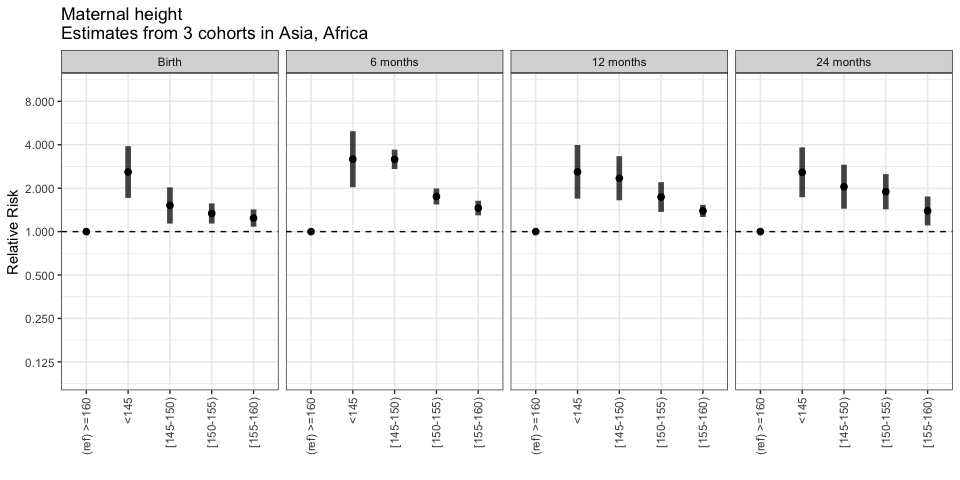 Maternal height
Estimates from 3 cohorts in Asia, Africa
Birth
6 months
12 months
24 months
Relative Risk
8.000
4.000
2.000
1.000
0.500
0.250
0.125
(ref) >=160
<145
[145-150)
[150-155)
[155-160)
(ref) >=160
<145
[145-150)
[150-155)
[155-160)
(ref) >=160
<145
[145-150)
[150-155)
[155-160)
(ref) >=160
<145
[145-150)
[150-155)
[155-160)